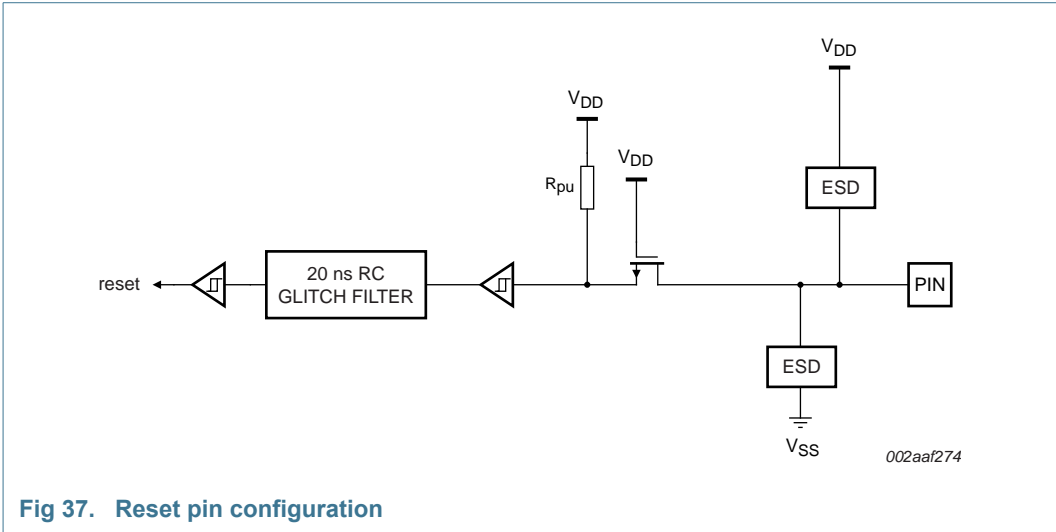 VDD
VDD
VDD
Rpu
ESD
reset
20 ns RC
GLITCH FILTER
PIN
ESD
VSS
002aaf274
Fig 37. Reset pin configuration